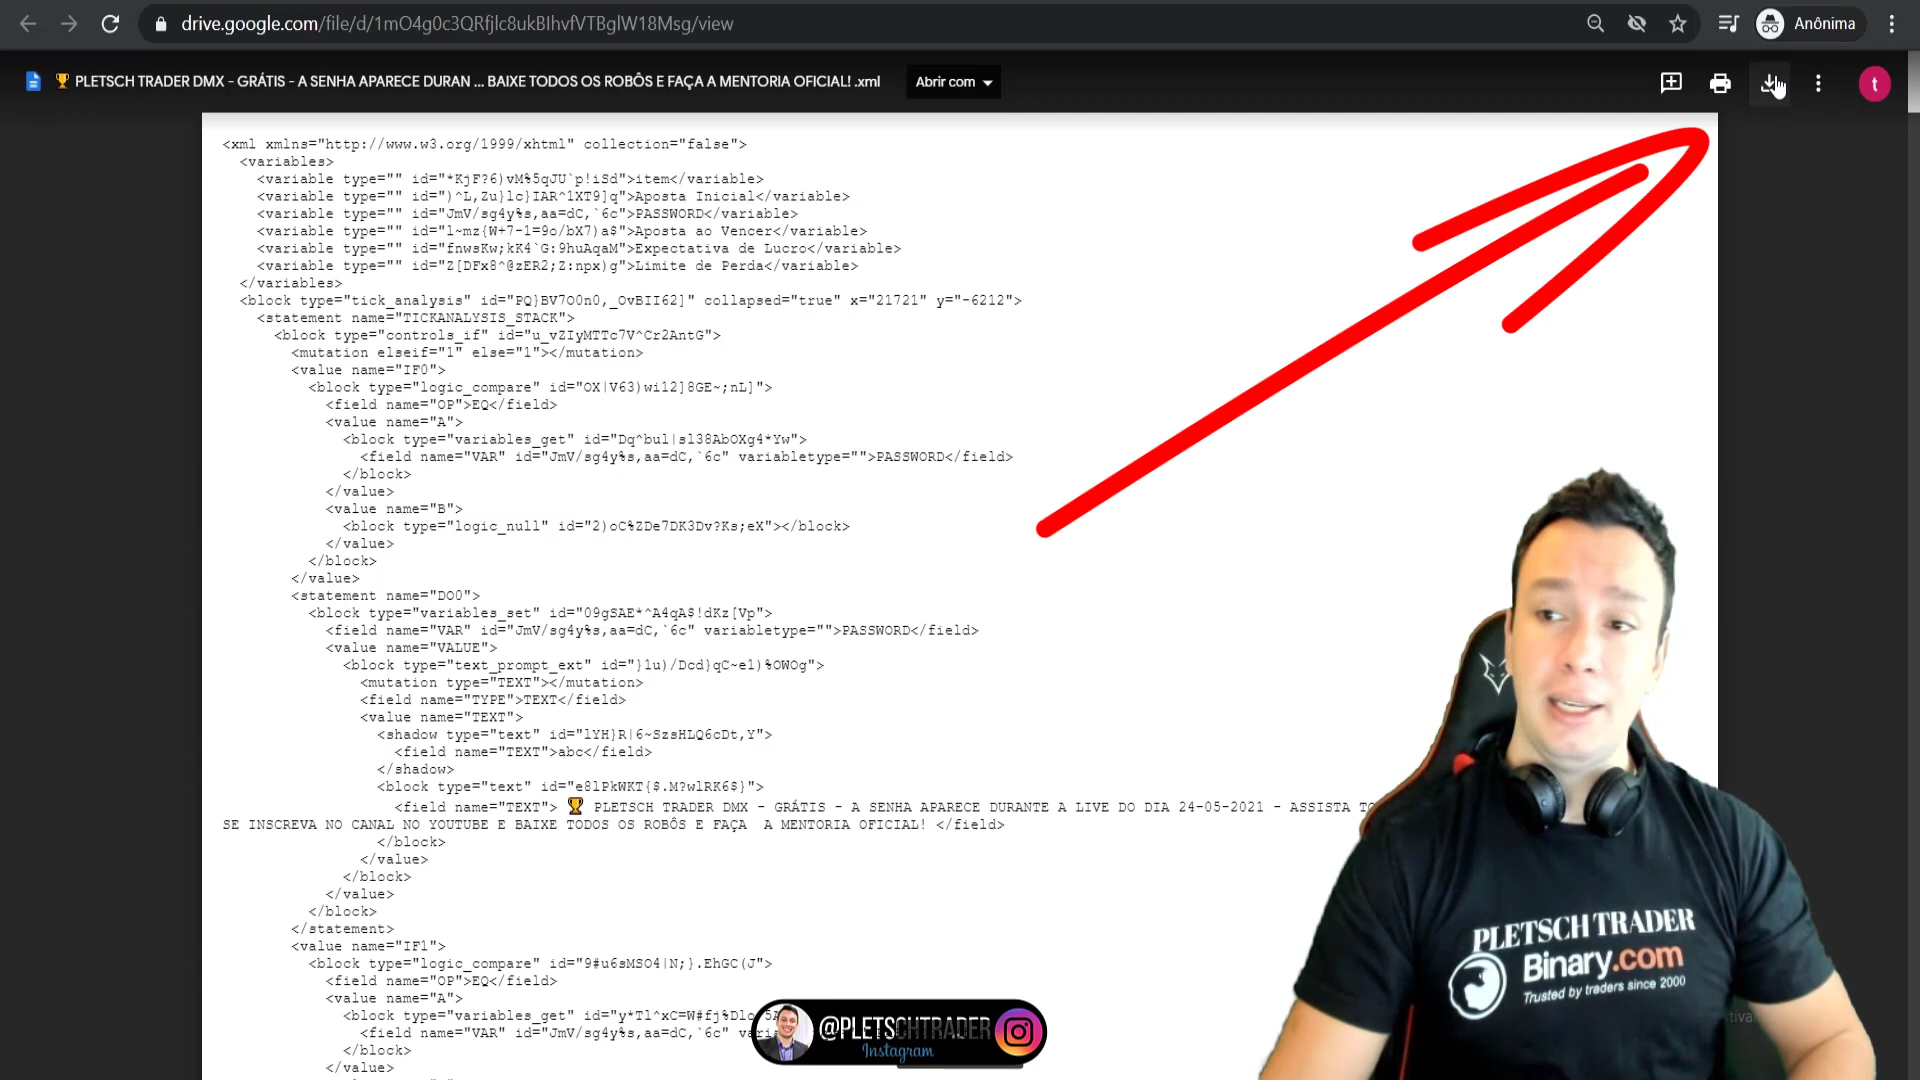 drive.google.com/file/d/1mO4g0c3QRfjlc8ukBIhvfVTBglW18Msg/view
Anônima
🏆 PLETSCH TRADER DMX - GRÁTIS - A SENHA APARECE DURAN ... BAIXE TODOS OS ROBÔS E FAÇA A MENTORIA OFICIAL! .xml
Abrir com
t
<xml xmlns="http://www.w3.org/1999/xhtml" collection="false">
<variables>
<variable type="" id="*KjF?6)vM%5qJU`p!iSd">item</variable>
<variable type="" id=")^L,Zu}lc}IAR^1XT9]q">Aposta Inicial</variable>
<variable type="" id="JmV/sg4y%s,aa=dC,`6c">PASSWORD</variable>
<variable type="" id="l~mz{W+7-1=9o/bX7)a$">Aposta ao Vencer</variable>
<variable type="" id="fnwsKw;kK4`G:9huAqaM">Expectativa de Lucro</variable>
<variable type="" id="Z[DFx8^@zER2;Z:npx)g">Limite de Perda</variable>
</variables>
<block type="tick_analysis" id="PQ}BV7O0n0,_OvBII62]" collapsed="true" x="21721" y="-6212">
<statement name="TICKANALYSIS_STACK">
<block type="controls_if" id="u_vZIyMTTc7V^Cr2AntG">
<mutation elseif="1" else="1"></mutation>
<value name="IF0">
<block type="logic_compare" id="OX|V63)wi12]8GE~;nL]">
<field name="OP">EQ</field>
<value name="A">
<block type="variables_get" id="Dq^bul|sl38AbOXg4*Yw">
<field name="VAR" id="JmV/sg4y%s,aa=dC,`6c" variabletype="">PASSWORD</field>
</block>
</value>
<value name="B">
<block type="logic_null" id="2)oC%ZDe7DK3Dv?Ks;eX"></block>
</value>
</block>
</value>
<statement name="DO0">
<block type="variables_set" id="09gSAE*^A4qA$!dKz[Vp">
<field name="VAR" id="JmV/sg4y%s,aa=dC,`6c" variabletype="">PASSWORD</field>
<value name="VALUE">
<block type="text_prompt_ext" id="}1u)/Dcd}qC~e1)%OWOg">
<mutation type="TEXT"></mutation>
<field name="TYPE">TEXT</field>
<value name="TEXT">
<shadow type="text" id="lYH}R|6~SzsHLQ6cDt,Y">
<field name="TEXT">abc</field>
</shadow>
<block type="text" id="e8lPkWKT{$.M?wlRK6$}">
<field name="TEXT"> 🏆 PLETSCH TRADER DMX - GRÁTIS - A SENHA APARECE DURANTE A LIVE DO DIA 24-05-2021 - ASSISTA
SE INSCREVA NO CANAL NO YOUTUBE E BAIXE TODOS OS ROBÔS E FAÇA  A MENTORIA OFICIAL! </field>
</block>
</value>
</block>
</value>
</block>
</statement>
<value name="IF1">
<block type="logic_compare" id="9#u6sMSO4|N;}.EhGC(J">
<field name="OP">EQ</field>
<value name="A">
<block type="variables_get"
<field name="VAR" id="JmV/sg4y%s,aa=dC,`6c"
</block>
</value>
@PLETSCHTRADER
Instagram
PLETSCH TRADER
Binary.com
Trusted by traders since 2000